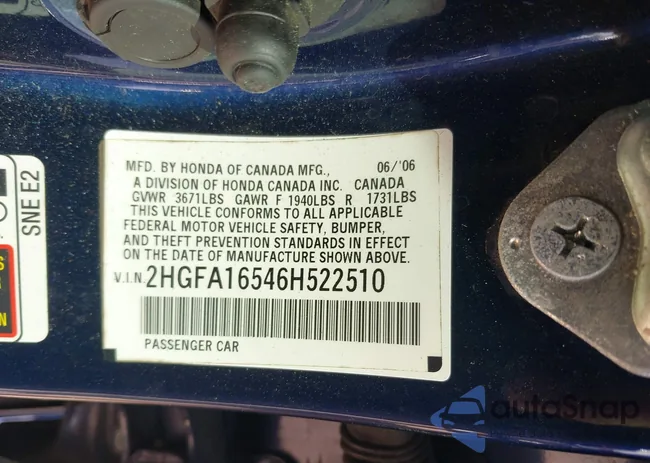 MFD. BY HONDA OF CANADA MFG., 06/'06
A DIVISION OF HONDA CANADA INC. CANADA
GVWR 3671LBS GAWR F 1940LBS R 1731LBS
THIS VEHICLE CONFORMS TO ALL APPLICABLE
FEDERAL MOTOR VEHICLE SAFETY, BUMPER,
AND THEFT PREVENTION STANDARDS IN EFFECT
ON THE DATE OF MANUFACTURE SHOWN ABOVE.
V.I.N. 2HGFA16546H522510
PASSENGER CAR
SNE E2
autoSnap